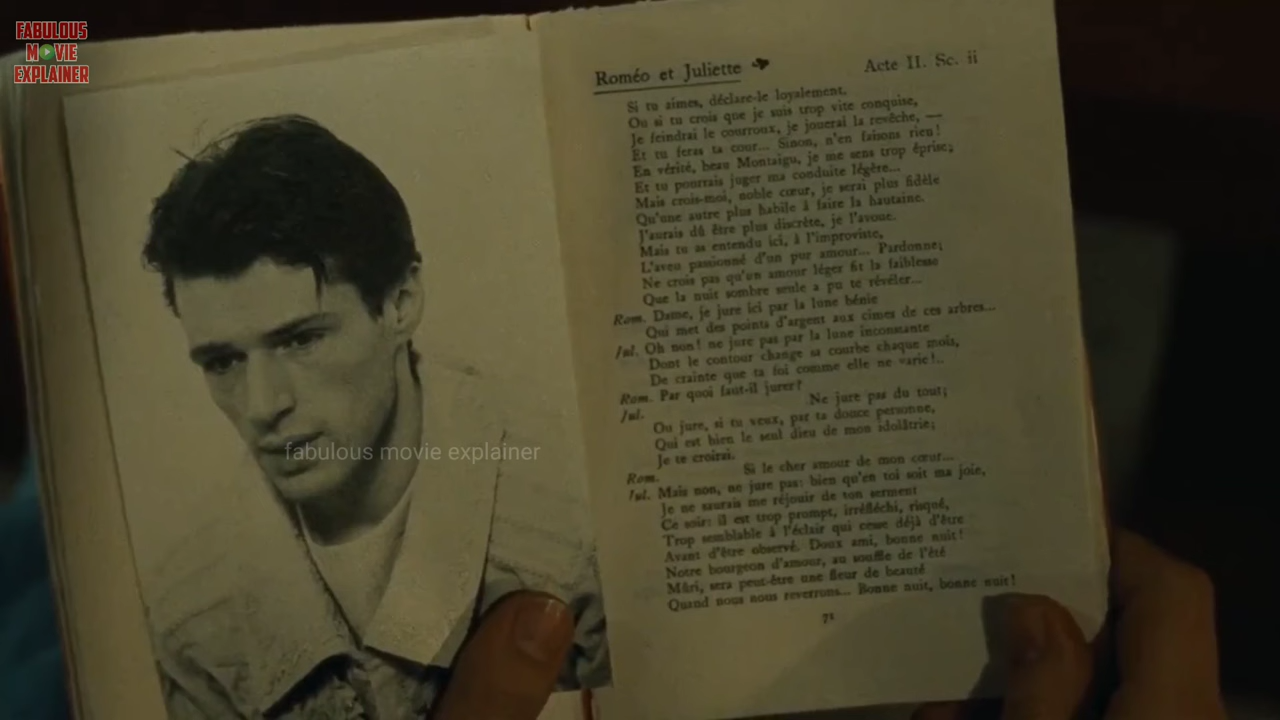 FABULOUS
MOVIE
EXPLAINER
Roméo et Juliette Acte II. Sc. ii
Si tu aimes, déclare-le loyalement.
Ou si tu crois que je suis trop vite conquise,
Je feindrai le courroux, je jouerai la revêche, —
Et tu feras ta cour... Sinon, n'en faisons rien!
En vérité, beau Montaigu, je me sens trop éprise;
Et tu pourrais juger ma conduite légère...
Mais crois-moi, noble cœur, je serai plus fidèle
Qu'une autre plus habile à faire la hautaine.
J'aurais dû être plus discrète, je l'avoue.
Mais tu as entendu ici, à l'improviste,
L'aveu passionné d'un pur amour... Pardonne;
Ne crois pas qu'un amour léger fit la faiblesse
Que la nuit sombre seule a pu te révéler...
Rom. Dame, je jure ici par la lune bénie
Qui met des points d'argent aux cimes de ces arbres...
Jul. Oh non! ne jure pas par la lune inconstante
Dont le contour change sa courbe chaque mois,
De crainte que ta foi comme elle ne varie!..
Rom. Par quoi faut-il jurer?
Jul. Ne jure pas du tout;
Ou jure, si tu veux, par ta douce personne,
Qui est bien le seul dieu de mon idolâtrie;
Je te croirai.
Rom. Si le cher amour de mon cœur...
Jul. Mais non, ne jure pas: bien qu'en toi soit ma joie,
Je ne saurais me réjouir de ton serment
Ce soir: il est trop prompt, irréfléchi, risqué,
Trop semblable à l'éclair qui cesse déjà d'être
Avant d'être observé. Doux ami, bonne nuit!
Notre bourgeon d'amour, au souffle de l'été
Mûri, sera peut-être une fleur de beauté
Quand nous nous reverrons... Bonne nuit, bonne nuit!
71
fabulous movie explainer